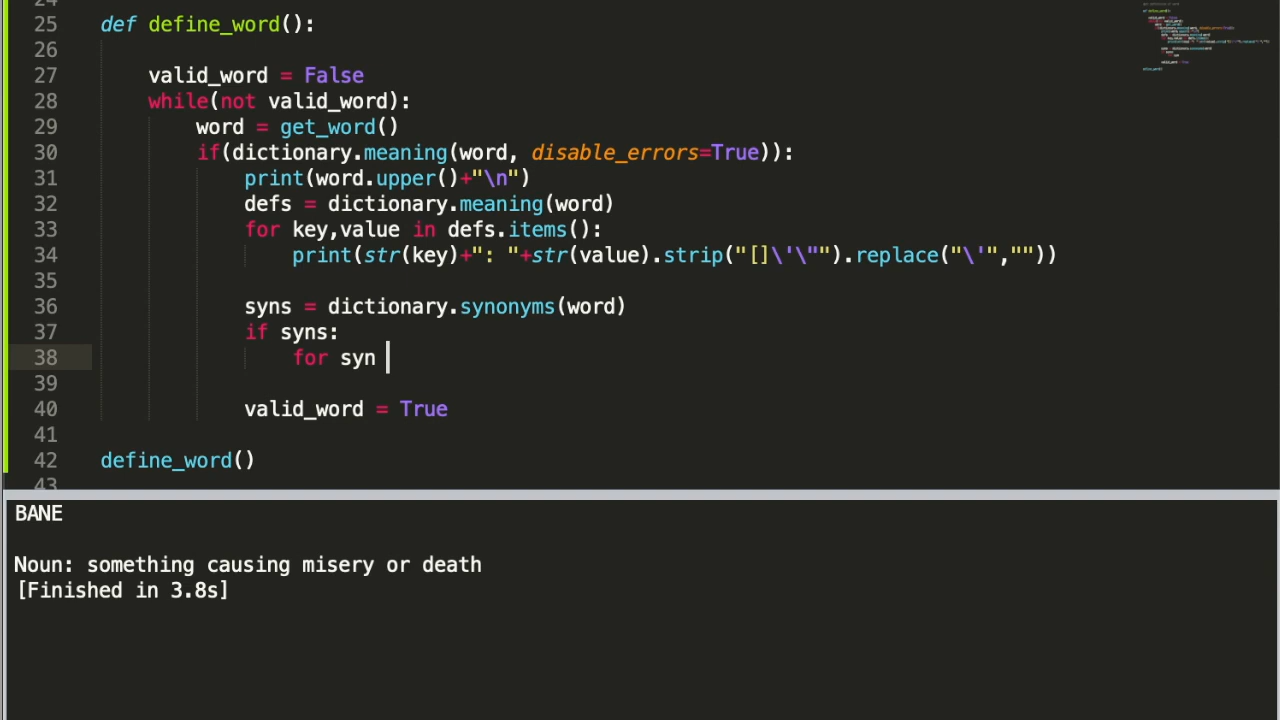 25 def define_word():
26
27 valid_word = False
28 while(not valid_word):
29 word = get_word()
30 if(dictionary.meaning(word, disable_errors=True)):
31 print(word.upper()+"\n")
32 defs = dictionary.meaning(word)
33 for key,value in defs.items():
34 print(str(key)+": "+str(value).strip("[]\'\"").replace("\'",""))
35
36 syns = dictionary.synonyms(word)
37 if syns:
38 for syn
39
40 valid_word = True
41
42 define_word()
43
BANE
Noun: something causing misery or death
[Finished in 3.8s]